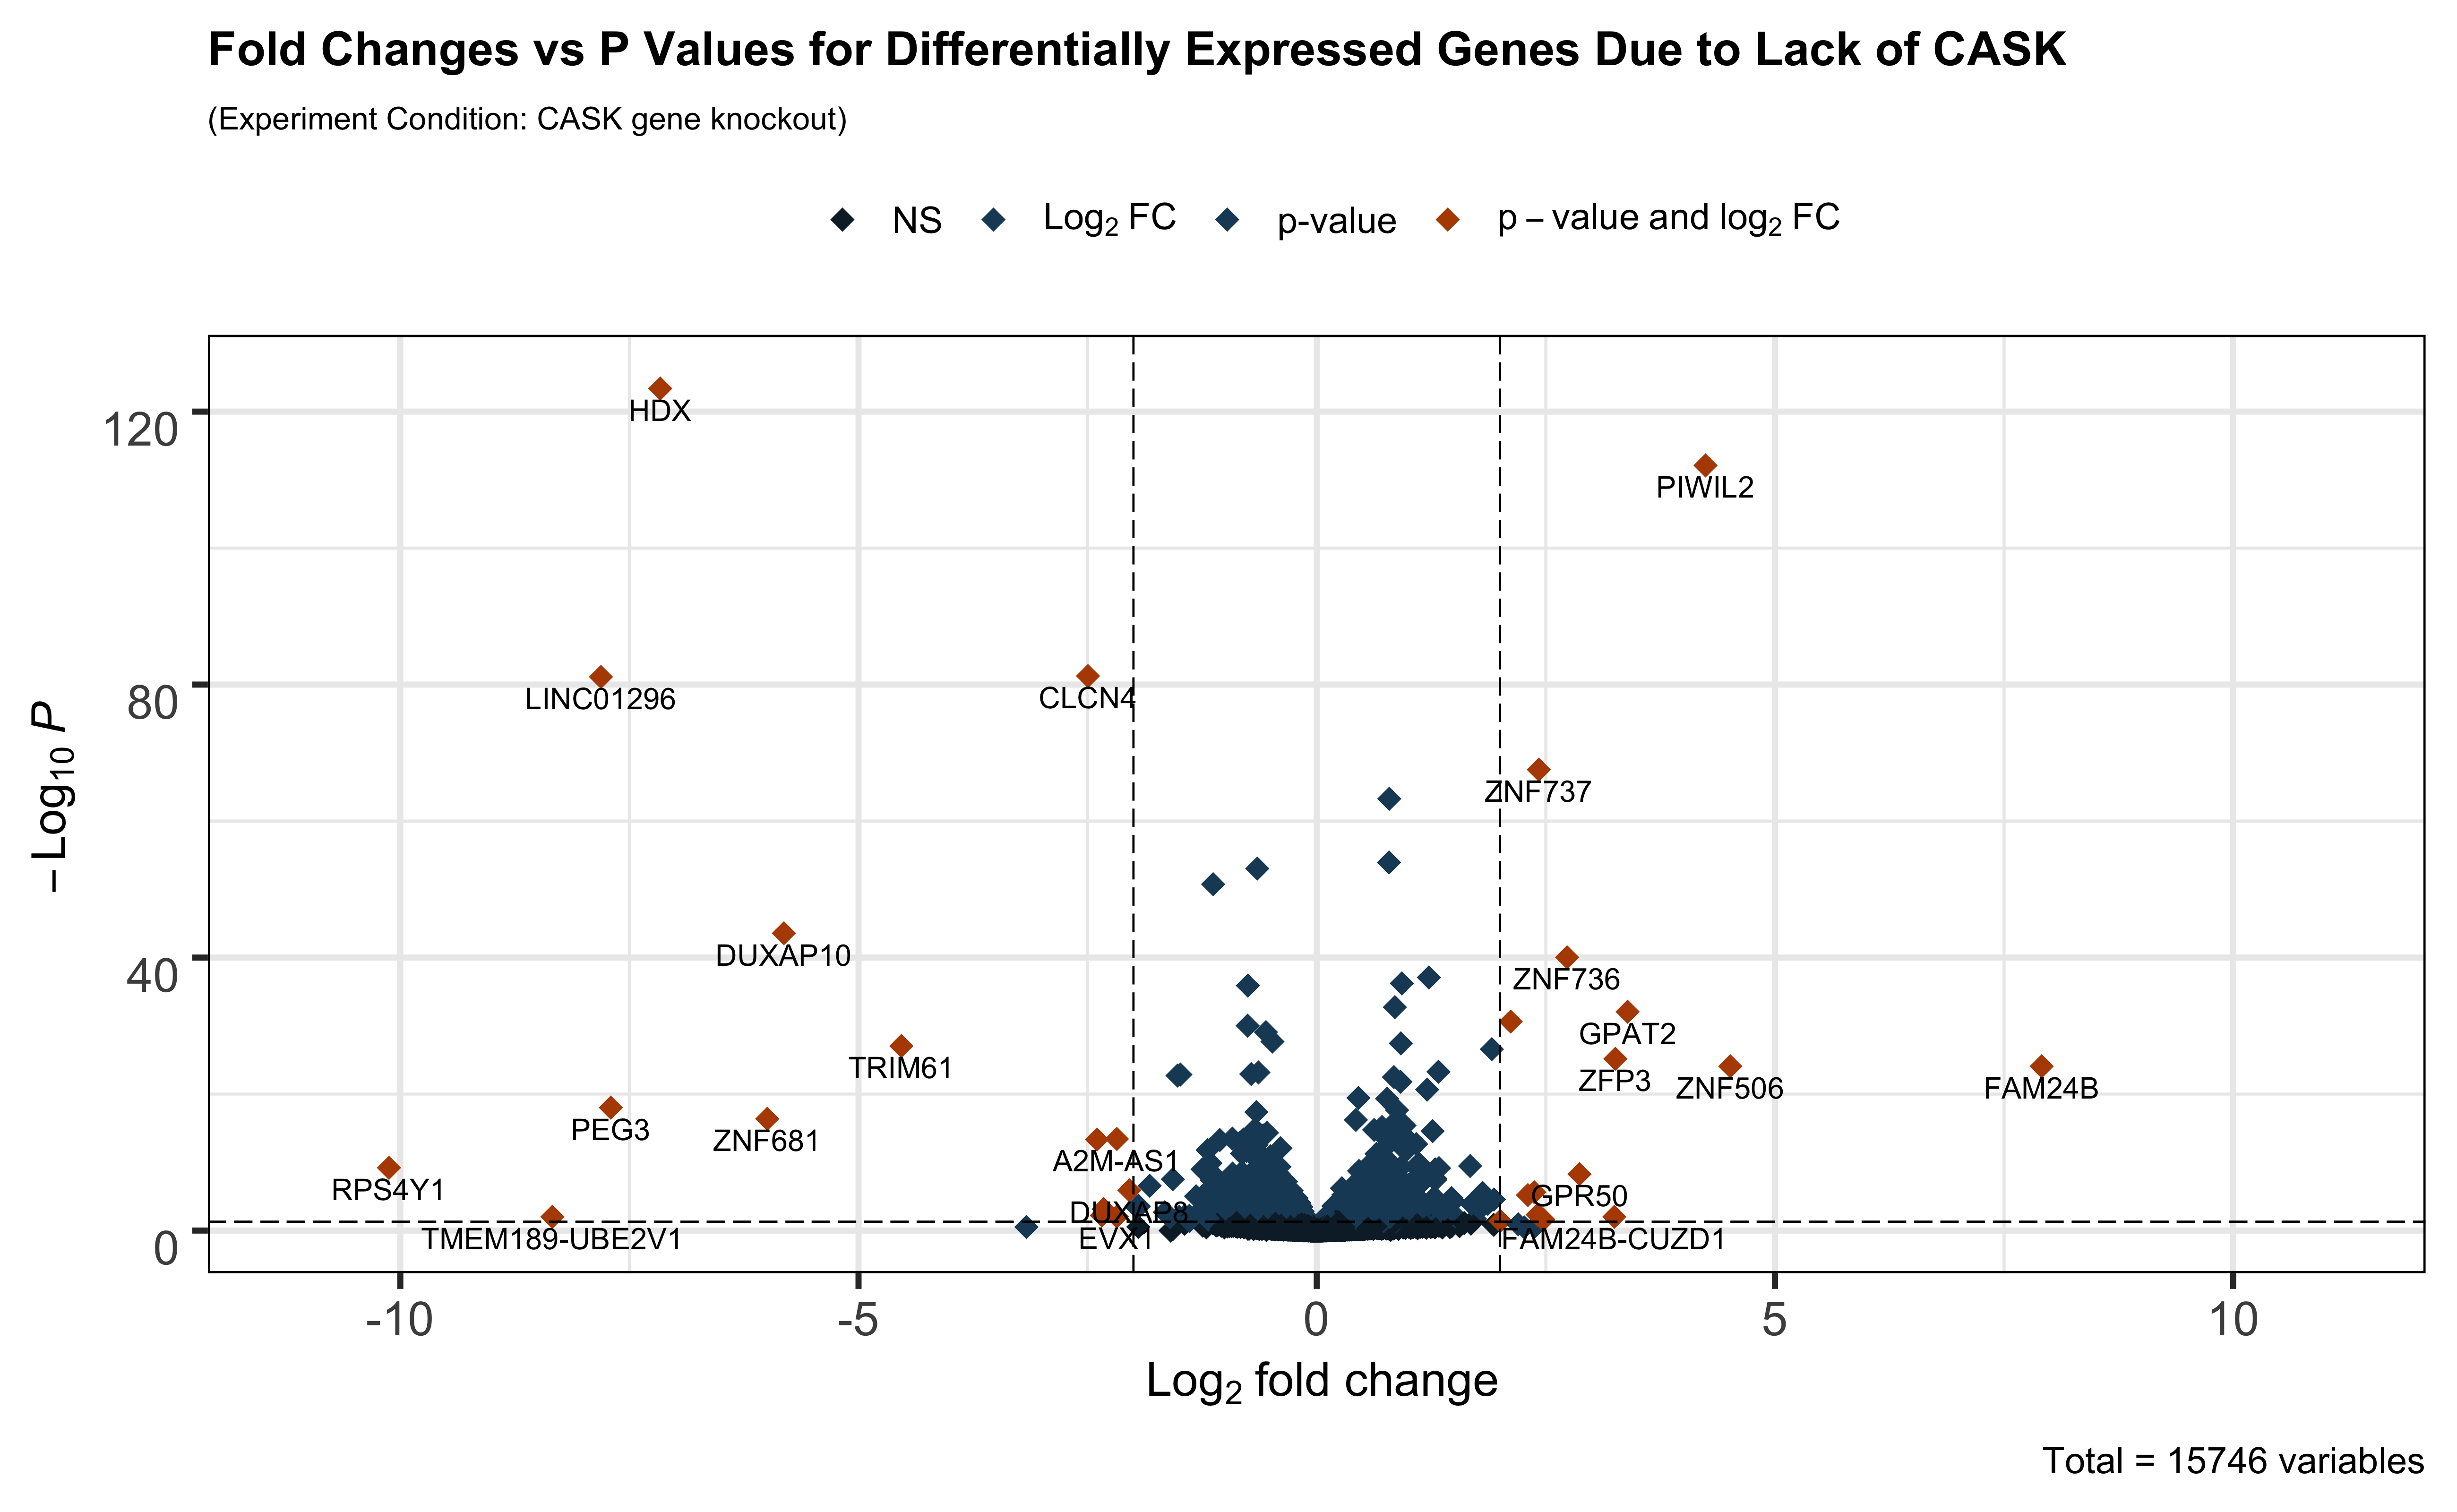 Fold Changes vs P Values for Differentially Expressed Genes Due to Lack of CASK
(Experiment Condition: CASK gene knockout)
NS Log₂ FC p-value p – value and log₂ FC
– Log₁₀ P
120
80
40
0
HDX
PIWIL2
LINC01296
CLCN4
ZNF737
DUXAP10
ZNF736
GPAT2
TRIM61
ZFP3
ZNF506
FAM24B
PEG3
ZNF681
A2M-AS1
RPS4Y1
GPR50
DUXAP8
TMEM189-UBE2V1
EVX1
FAM24B-CUZD1
-10 -5 0 5 10
Log₂ fold change
Total = 15746 variables